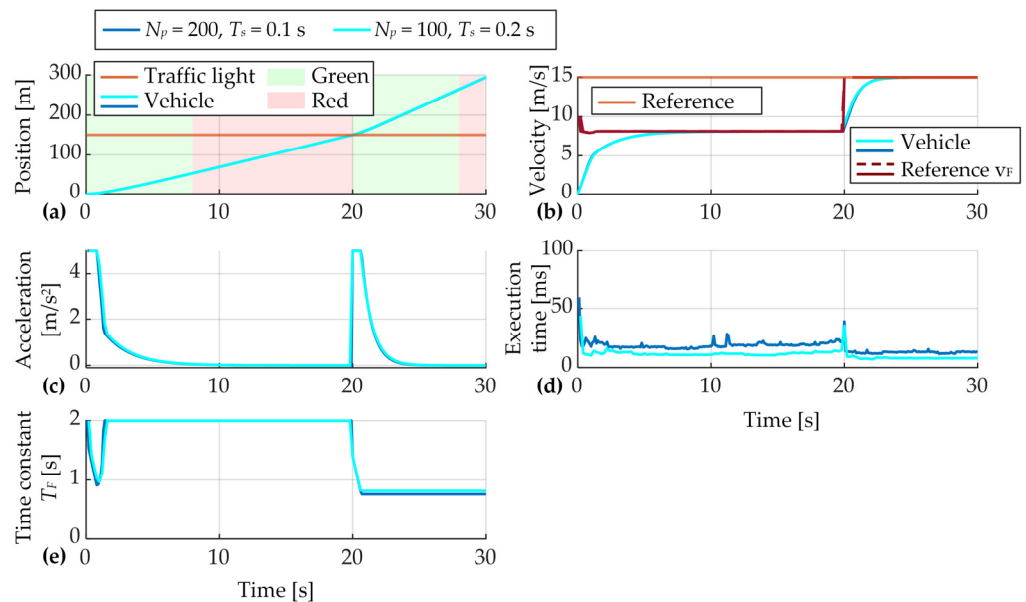 Nₚ = 200, Tₛ = 0.1 s
Nₚ = 100, Tₛ = 0.2 s
Position [m]
300
200
100
0
Traffic light
Green
Vehicle
Red
(a)
0
10
20
30
Velocity [m/s]
15
10
5
0
Reference
Vehicle
Reference vF
(b)
0
10
20
30
Acceleration
[m/s²]
4
2
0
(c)
0
10
20
30
Execution
time [ms]
100
50
0
(d)
0
10
20
30
Time [s]
Time constant
TF [s]
2
1
0
(e)
0
10
20
30
Time [s]